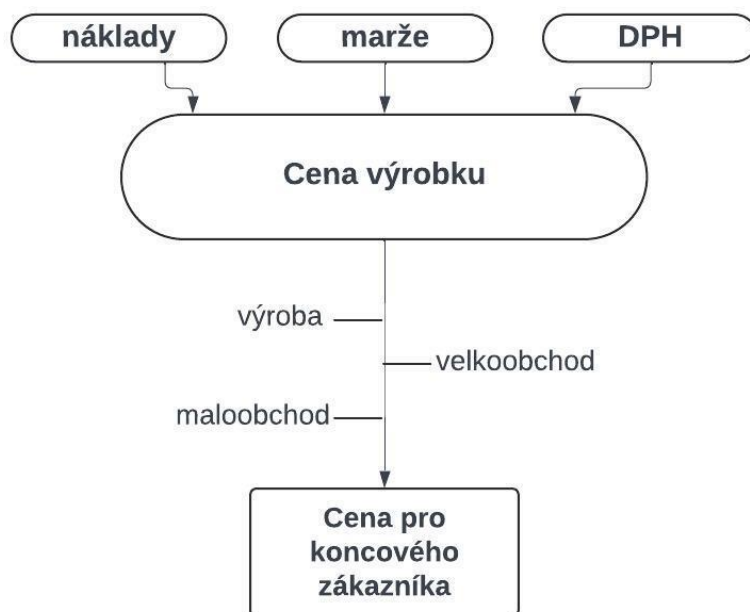 náklady
marže
DPH
Cena výrobku
výroba
velkoobchod
maloobchod
Cena pro
koncového
zákazníka